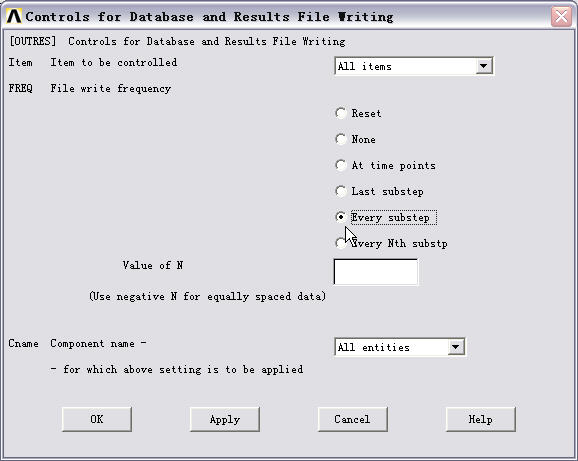 Controls for Database and Results File Writing
[OUTRES] Controls for Database and Results File Writing
Item Item to be controlled All items
FREQ File write frequency
Reset
None
At time points
Last substep
Every substep
Every Nth substp
Value of N
(Use negative N for equally spaced data)
Cname Component name - All entities
- for which above setting is to be applied
OK Apply Cancel Help